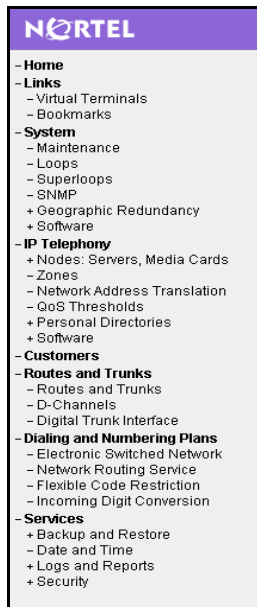 NORTEL
– Home
– Links
– Virtual Terminals
– Bookmarks
– System
– Maintenance
– Loops
– Superloops
– SNMP
+ Geographic Redundancy
+ Software
– IP Telephony
+ Nodes: Servers, Media Cards
– Zones
– Network Address Translation
– QoS Thresholds
+ Personal Directories
+ Software
– Customers
– Routes and Trunks
– Routes and Trunks
– D-Channels
– Digital Trunk Interface
– Dialing and Numbering Plans
– Electronic Switched Network
– Network Routing Service
– Flexible Code Restriction
– Incoming Digit Conversion
– Services
+ Backup and Restore
– Date and Time
+ Logs and Reports
+ Security